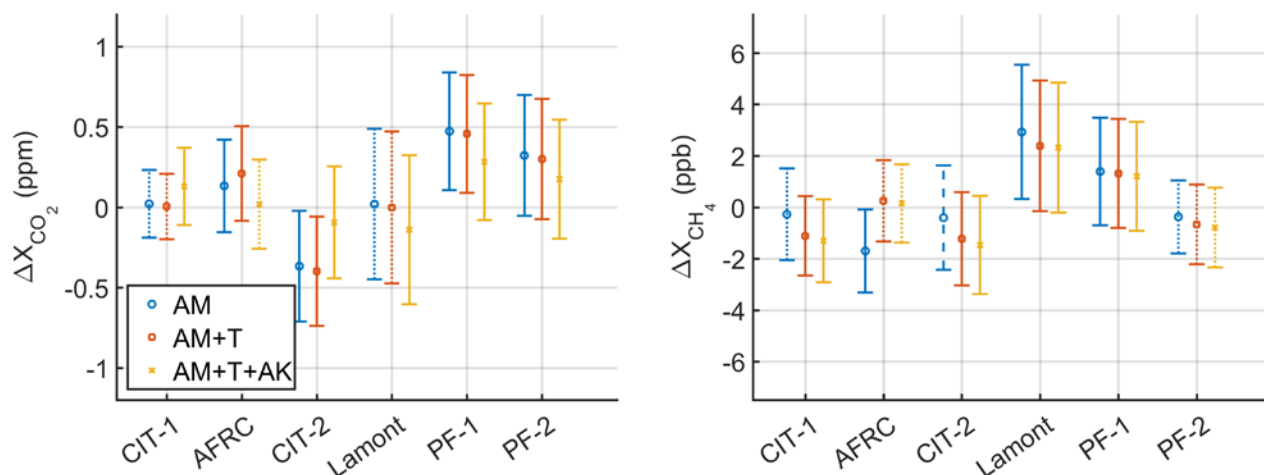 ΔX_CO₂ (ppm)
1
0.5
0
-0.5
-1
AM
AM+T
AM+T+AK
CIT-1
AFRC
CIT-2
Lamont
PF-1
PF-2
ΔX_CH₄ (ppb)
6
4
2
0
-2
-4
-6
CIT-1
AFRC
CIT-2
Lamont
PF-1
PF-2